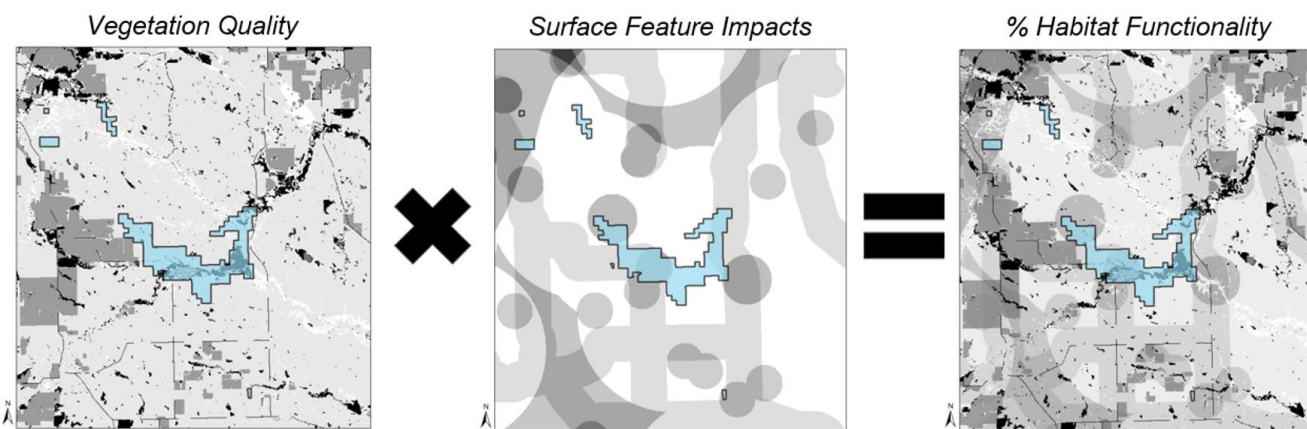 Vegetation Quality
Surface Feature Impacts
% Habitat Functionality
N
N
N